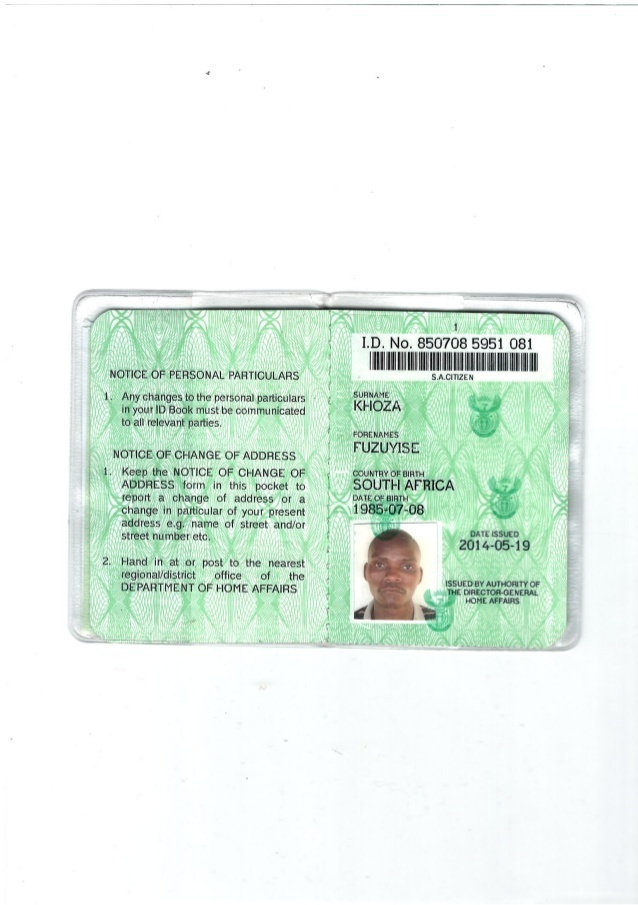 NOTICE OF PERSONAL PARTICULARS
1. Any changes to the personal particulars
in your ID Book must be communicated
to all relevant parties.
NOTICE OF CHANGE OF ADDRESS
1. Keep the NOTICE OF CHANGE OF
ADDRESS form in this pocket to
report a change of address or a
change in particular of your present
address e.g. name of street and/or
street number etc.
2. Hand in at or post to the nearest
regional/district office of the
DEPARTMENT OF HOME AFFAIRS
1
I.D. No. 850708 5951 081
S.A.CITIZEN
SURNAME
KHOZA
FORENAMES
FUZUYISE
COUNTRY OF BIRTH
SOUTH AFRICA
DATE OF BIRTH
1985-07-08
DATE ISSUED
2014-05-19
ISSUED BY AUTHORITY OF
THE DIRECTOR-GENERAL
HOME AFFAIRS